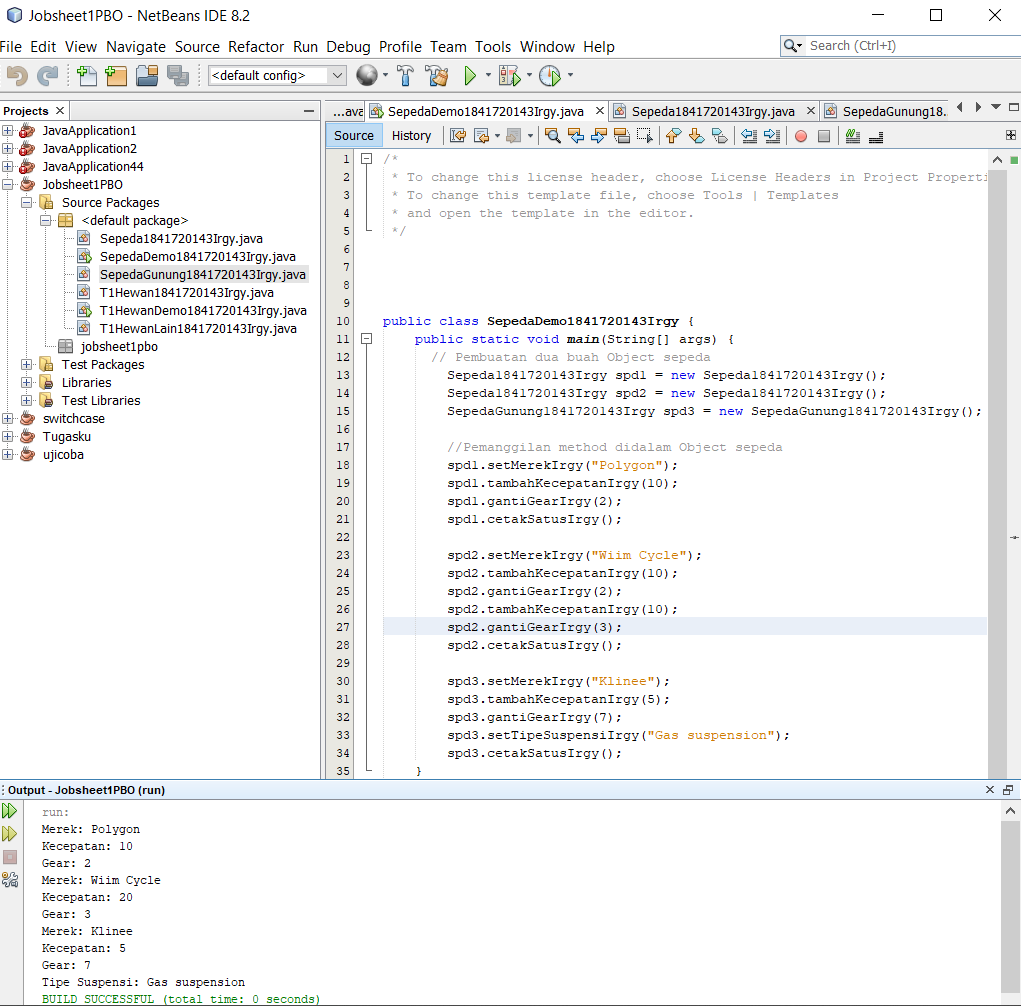 Jobsheet1PBO - NetBeans IDE 8.2
File Edit View Navigate Source Refactor Run Debug Profile Team Tools Window Help
Search (Ctrl+I)
<default config>
Projects
...ava SepedaDemo1841720143Irgy.java Sepeda1841720143Irgy.java SepedaGunung18...
Source History
JavaApplication1
JavaApplication2
JavaApplication44
Jobsheet1PBO
Source Packages
<default package>
Sepeda1841720143Irgy.java
SepedaDemo1841720143Irgy.java
SepedaGunung1841720143Irgy.java
T1Hewan1841720143Irgy.java
T1HewanDemo1841720143Irgy.java
T1HewanLain1841720143Irgy.java
jobsheet1pbo
Test Packages
Libraries
Test Libraries
switchcase
Tugasku
ujicoba
1 /*
2 * To change this license header, choose License Headers in Project Properti
3 * To change this template file, choose Tools | Templates
4 * and open the template in the editor.
5 */
6
7
8
9
10 public class SepedaDemo1841720143Irgy {
11 public static void main(String[] args) {
12 // Pembuatan dua buah Object sepeda
13 Sepeda1841720143Irgy spd1 = new Sepeda1841720143Irgy();
14 Sepeda1841720143Irgy spd2 = new Sepeda1841720143Irgy();
15 SepedaGunung1841720143Irgy spd3 = new SepedaGunung1841720143Irgy();
16
17 //Pemanggilan method didalam Object sepeda
18 spd1.setMerekIrgy("Polygon");
19 spd1.tambahKecepatanIrgy(10);
20 spd1.gantiGearIrgy(2);
21 spd1.cetakSatusIrgy();
22
23 spd2.setMerekIrgy("Wiim Cycle");
24 spd2.tambahKecepatanIrgy(10);
25 spd2.gantiGearIrgy(2);
26 spd2.tambahKecepatanIrgy(10);
27 spd2.gantiGearIrgy(3);
28 spd2.cetakSatusIrgy();
29
30 spd3.setMerekIrgy("Klinee");
31 spd3.tambahKecepatanIrgy(5);
32 spd3.gantiGearIrgy(7);
33 spd3.setTipeSuspensiIrgy("Gas suspension");
34 spd3.cetakSatusIrgy();
35 }
Output - Jobsheet1PBO (run)
run:
Merek: Polygon
Kecepatan: 10
Gear: 2
Merek: Wiim Cycle
Kecepatan: 20
Gear: 3
Merek: Klinee
Kecepatan: 5
Gear: 7
Tipe Suspensi: Gas suspension
BUILD SUCCESSFUL (total time: 0 seconds)